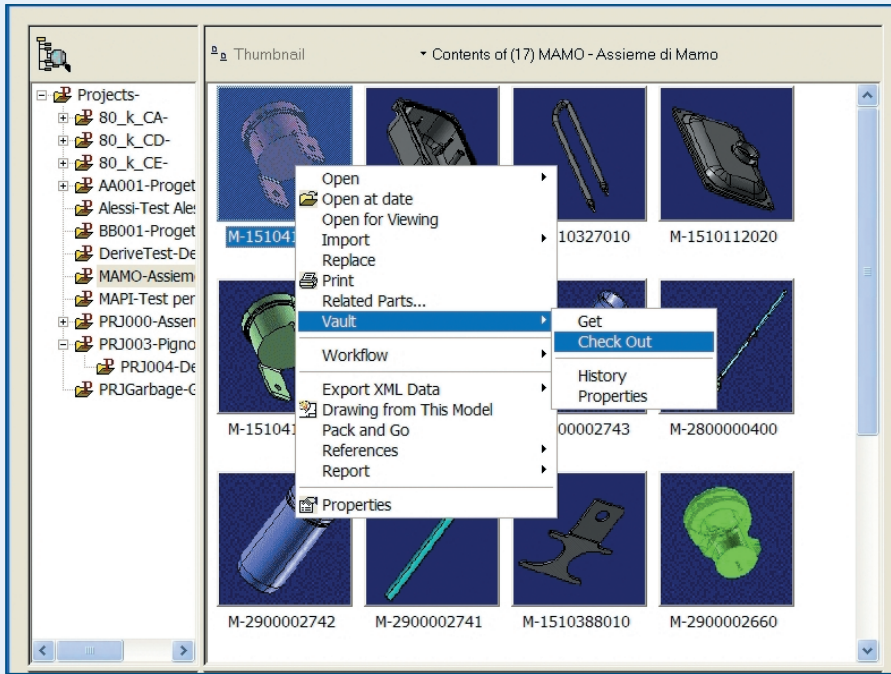 Thumbnail
Contents of (17) MAMO - Assieme di Mamo
Projects-
80_k_CA-
80_k_CD-
80_k_CE-
AA001-Proget
Alessi-Test Ale
BB001-Proget
DeriveTest-De
MAMO-Assiem
MAPI-Test per
PRJ000-Assen
PRJ003-Pigno
PRJ004-De
PRJGarbage-G
M-15104
10327010
M-1510112020
M-15104
00002743
M-2800000400
M-2900002742
M-2900002741
M-1510388010
M-2900002660
Open
Open at date
Open for Viewing
Import
Replace
Print
Related Parts...
Vault
Workflow
Export XML Data
Drawing from This Model
Pack and Go
References
Report
Properties
Get
Check Out
History
Properties